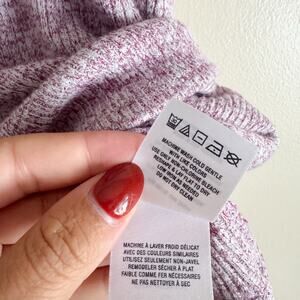 MACHINE WASH COLD GENTLE
WITH LIKE COLORS
USE ONLY NON-CHLORINE BLEACH
RESHAPE & LAY FLAT TO DRY
LOW IRON AS NEEDED
DO NOT DRY CLEAN
MACHINE À LAVER FROID DÉLICAT
AVEC DES COULEURS SIMILAIRES
UTILISEZ SEULEMENT NON-JAVEL
REMODELER SÉCHER À PLAT
FAIBLE COMME FER NÉCESSAIRES
NE PAS NETTOYER À SEC